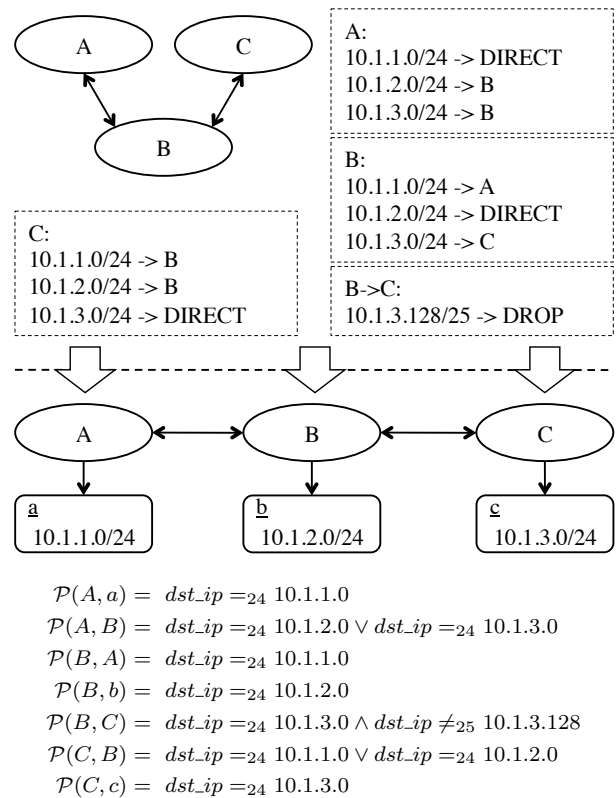 A
C
B
A:
10.1.1.0/24 -> DIRECT
10.1.2.0/24 -> B
10.1.3.0/24 -> B
B:
10.1.1.0/24 -> A
10.1.2.0/24 -> DIRECT
10.1.3.0/24 -> C
C:
10.1.1.0/24 -> B
10.1.2.0/24 -> B
10.1.3.0/24 -> DIRECT
B->C:
10.1.3.128/25 -> DROP
A
B
C
a
10.1.1.0/24
b
10.1.2.0/24
c
10.1.3.0/24
𝒫(A, a) = dst_ip =₂₄ 10.1.1.0
𝒫(A, B) = dst_ip =₂₄ 10.1.2.0 ∨ dst_ip =₂₄ 10.1.3.0
𝒫(B, A) = dst_ip =₂₄ 10.1.1.0
𝒫(B, b) = dst_ip =₂₄ 10.1.2.0
𝒫(B, C) = dst_ip =₂₄ 10.1.3.0 ∧ dst_ip ≠₂₅ 10.1.3.128
𝒫(C, B) = dst_ip =₂₄ 10.1.1.0 ∨ dst_ip =₂₄ 10.1.2.0
𝒫(C, c) = dst_ip =₂₄ 10.1.3.0